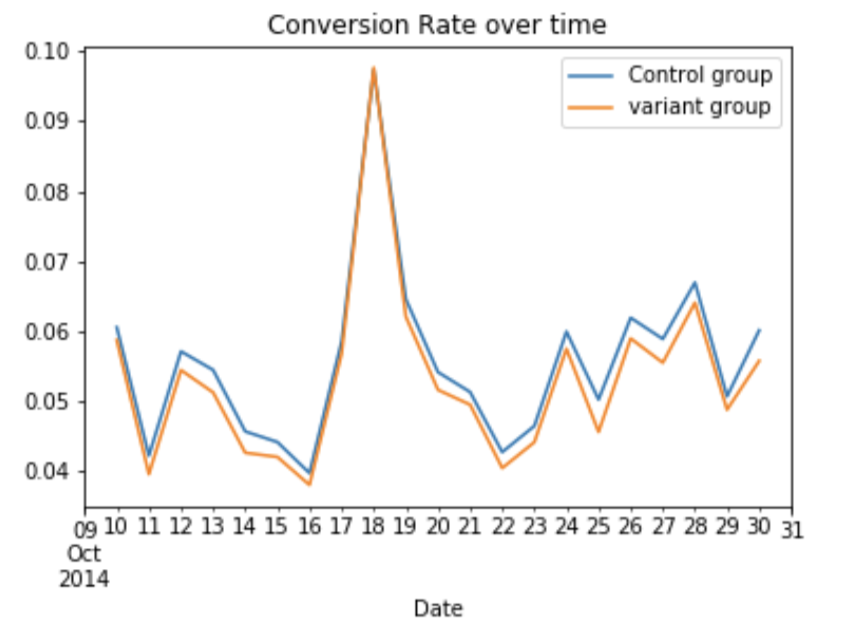 Conversion Rate over time
0.10
0.09
0.08
0.07
0.06
0.05
0.04
Control group
variant group
09 10 11 12 13 14 15 16 17 18 19 20 21 22 23 24 25 26 27 28 29 30 31
Oct
2014
Date